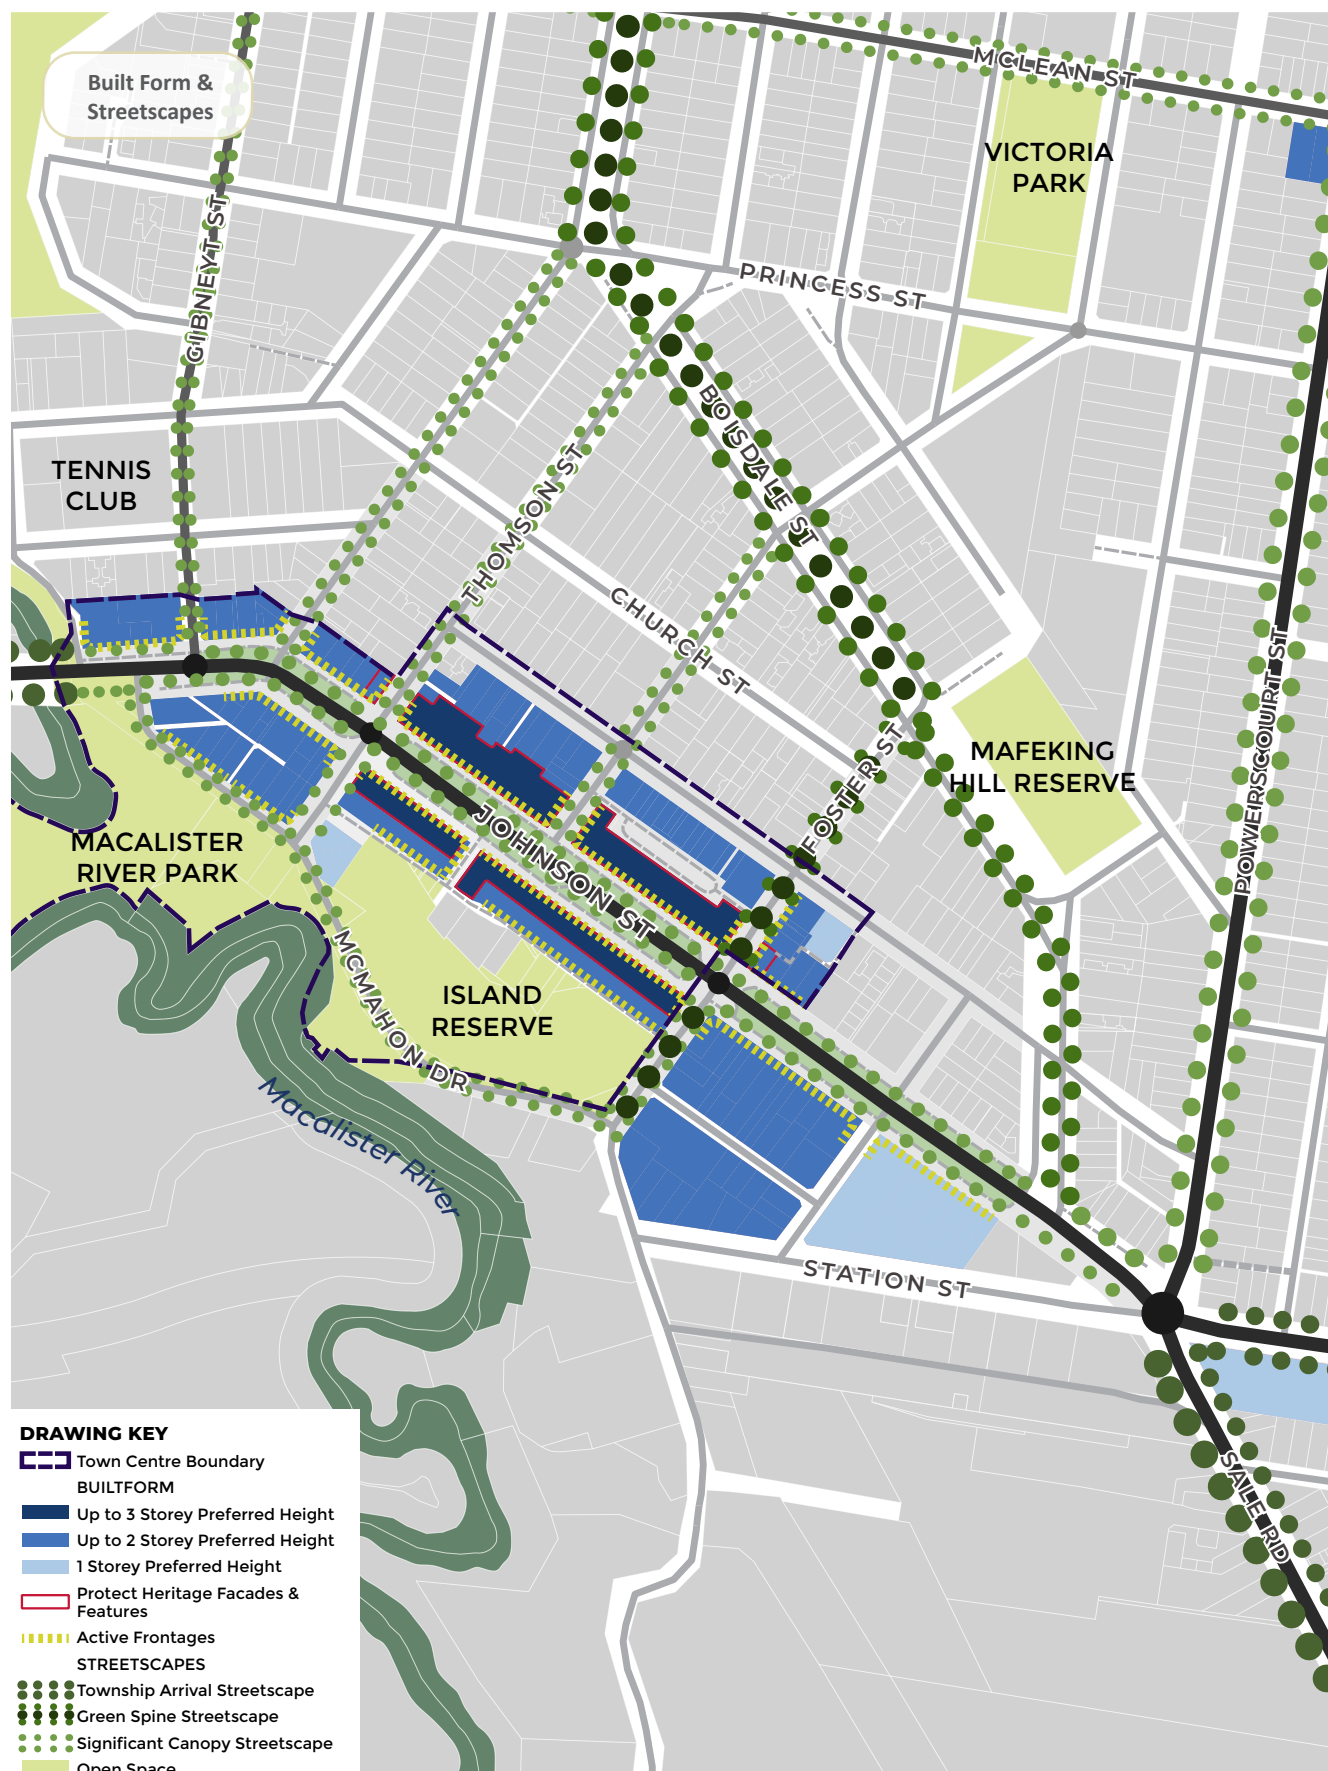 Built Form &
Streetscapes
MCLEAN ST
VICTORIA
PARK
GIBNEYT ST
PRINCESS ST
BOISDALE ST
TENNIS
CLUB
THOMSON ST
CHURCH ST
FOSTER ST
MAFEKING
HILL RESERVE
POWERSCOURT ST
MACALISTER
RIVER PARK
JOHNSON ST
MCMAHON DR
ISLAND
RESERVE
Macalister River
STATION ST
SALE RD
DRAWING KEY
Town Centre Boundary
BUILTFORM
Up to 3 Storey Preferred Height
Up to 2 Storey Preferred Height
1 Storey Preferred Height
Protect Heritage Facades &
Features
Active Frontages
STREETSCAPES
Township Arrival Streetscape
Green Spine Streetscape
Significant Canopy Streetscape
Open Space